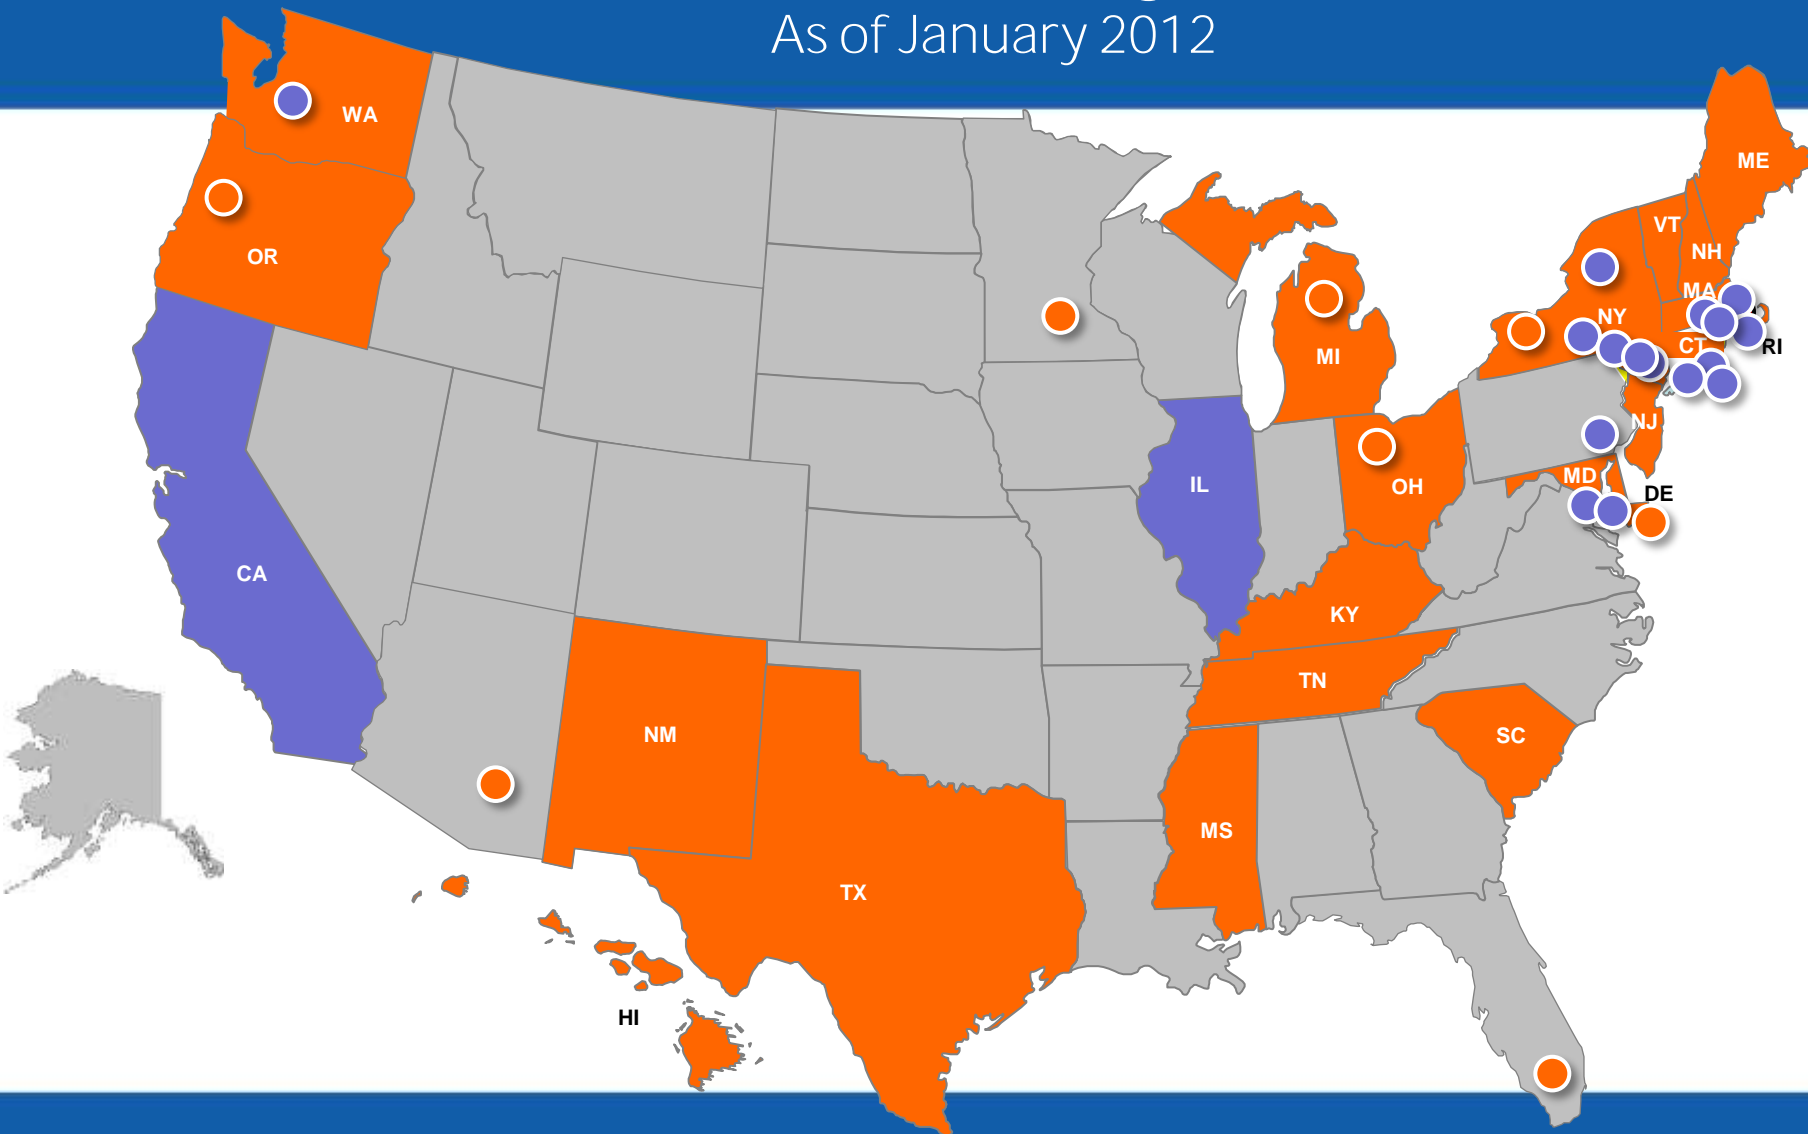 As of January 2012
WA
ME
VT
OR
NH
MA
NY
CT
RI
MI
NJ
MD
IL
OH
DE
CA
KY
TN
NM
SC
MS
TX
HI